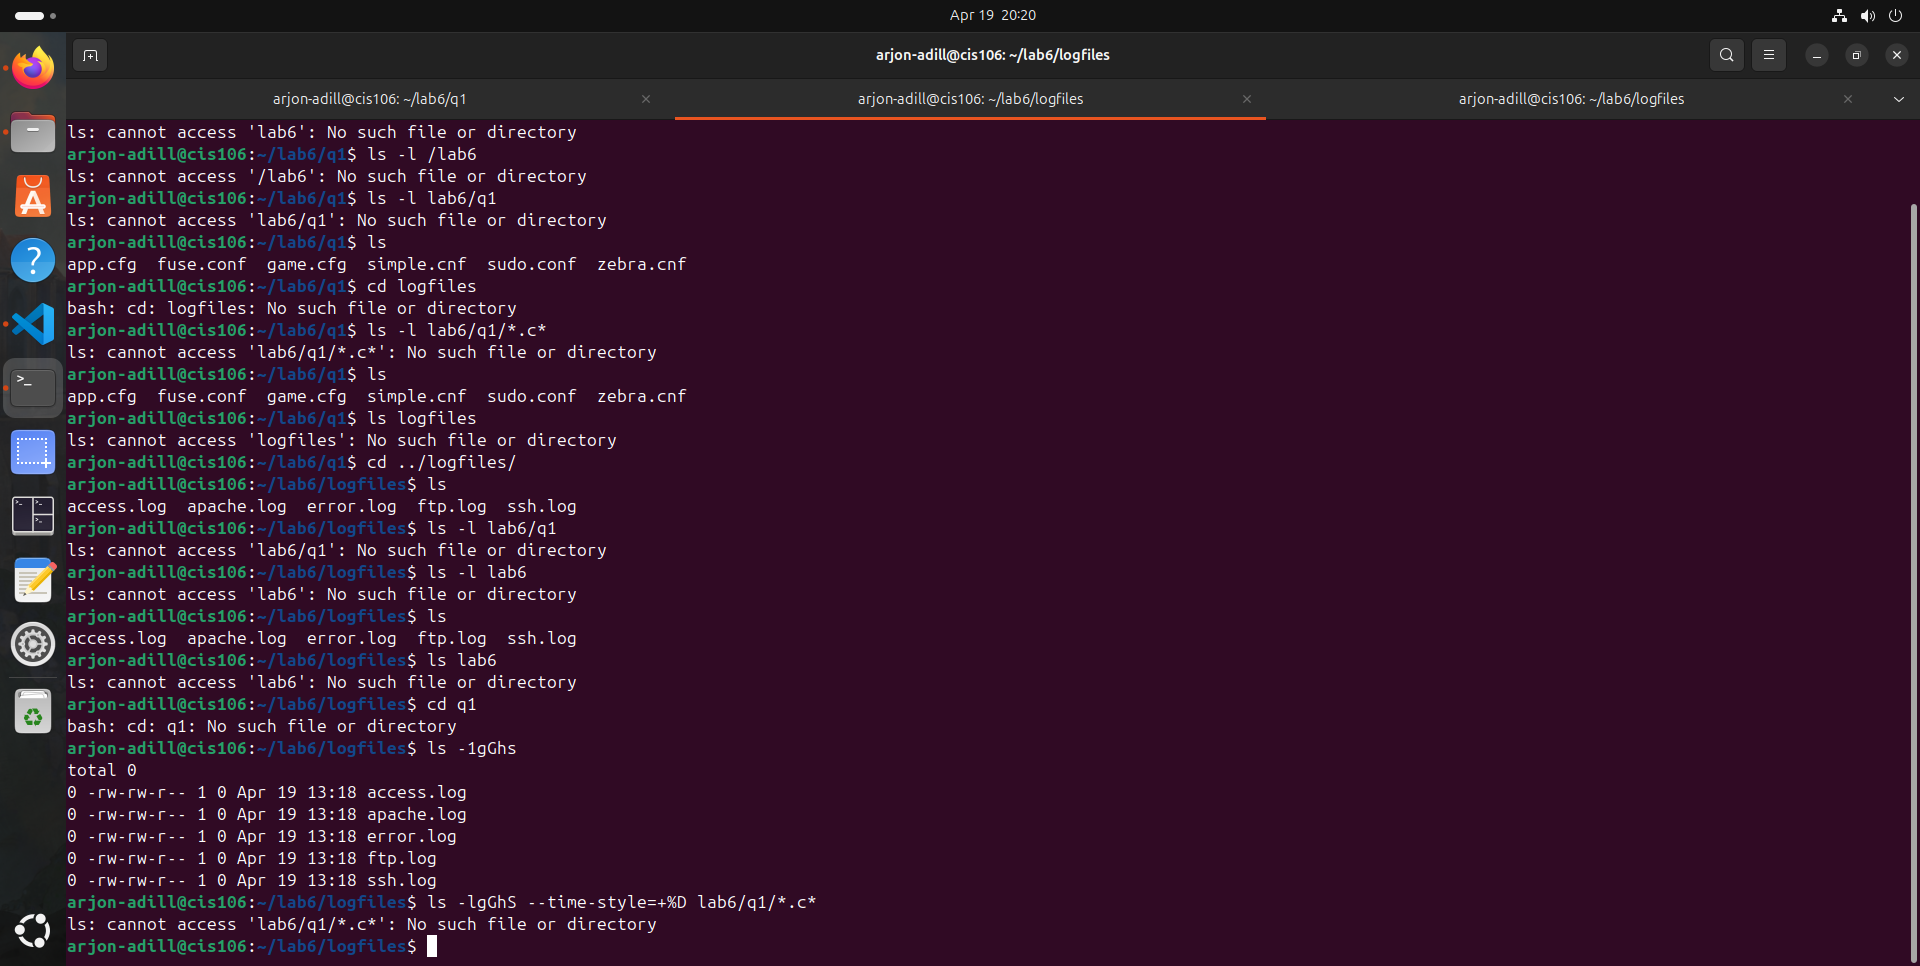 Apr 19 20:20
arjon-adill@cis106: ~/lab6/logfiles
arjon-adill@cis106: ~/lab6/q1
arjon-adill@cis106: ~/lab6/logfiles
arjon-adill@cis106: ~/lab6/logfiles
ls: cannot access 'lab6': No such file or directory
arjon-adill@cis106:~/lab6/q1$ ls -l /lab6
ls: cannot access '/lab6': No such file or directory
arjon-adill@cis106:~/lab6/q1$ ls -l lab6/q1
ls: cannot access 'lab6/q1': No such file or directory
arjon-adill@cis106:~/lab6/q1$ ls
app.cfg  fuse.conf  game.cfg  simple.cnf  sudo.conf  zebra.cnf
arjon-adill@cis106:~/lab6/q1$ cd logfiles
bash: cd: logfiles: No such file or directory
arjon-adill@cis106:~/lab6/q1$ ls -l lab6/q1/*.c*
ls: cannot access 'lab6/q1/*.c*': No such file or directory
arjon-adill@cis106:~/lab6/q1$ ls
app.cfg  fuse.conf  game.cfg  simple.cnf  sudo.conf  zebra.cnf
arjon-adill@cis106:~/lab6/q1$ ls logfiles
ls: cannot access 'logfiles': No such file or directory
arjon-adill@cis106:~/lab6/q1$ cd ../logfiles/
arjon-adill@cis106:~/lab6/logfiles$ ls
access.log  apache.log  error.log  ftp.log  ssh.log
arjon-adill@cis106:~/lab6/logfiles$ ls -l lab6/q1
ls: cannot access 'lab6/q1': No such file or directory
arjon-adill@cis106:~/lab6/logfiles$ ls -l lab6
ls: cannot access 'lab6': No such file or directory
arjon-adill@cis106:~/lab6/logfiles$ ls
access.log  apache.log  error.log  ftp.log  ssh.log
arjon-adill@cis106:~/lab6/logfiles$ ls lab6
ls: cannot access 'lab6': No such file or directory
arjon-adill@cis106:~/lab6/logfiles$ cd q1
bash: cd: q1: No such file or directory
arjon-adill@cis106:~/lab6/logfiles$ ls -1gGhs
total 0
0 -rw-rw-r-- 1 0 Apr 19 13:18 access.log
0 -rw-rw-r-- 1 0 Apr 19 13:18 apache.log
0 -rw-rw-r-- 1 0 Apr 19 13:18 error.log
0 -rw-rw-r-- 1 0 Apr 19 13:18 ftp.log
0 -rw-rw-r-- 1 0 Apr 19 13:18 ssh.log
arjon-adill@cis106:~/lab6/logfiles$ ls -lgGhS --time-style=+%D lab6/q1/*.c*
ls: cannot access 'lab6/q1/*.c*': No such file or directory
arjon-adill@cis106:~/lab6/logfiles$